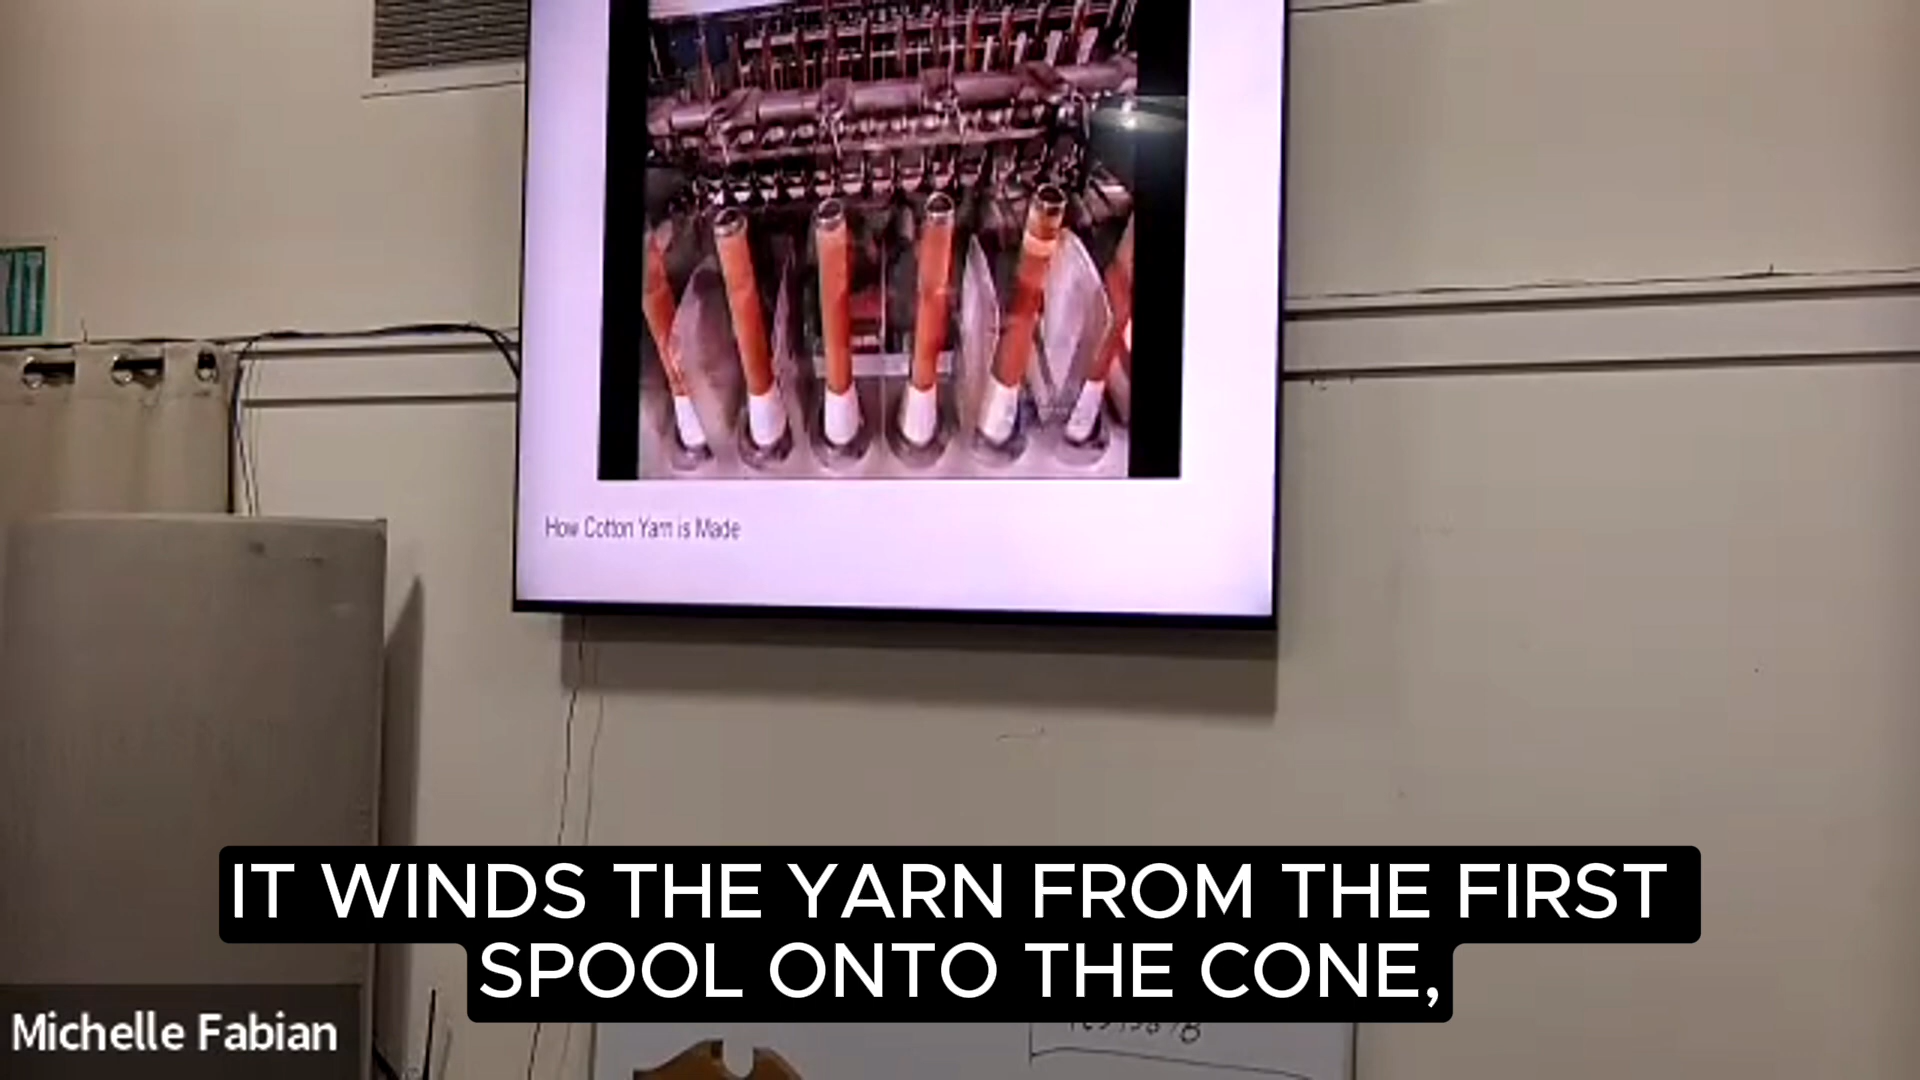 How Cotton Yarn is Made
IT WINDS THE YARN FROM THE FIRST
SPOOL ONTO THE CONE,
Michelle Fabian